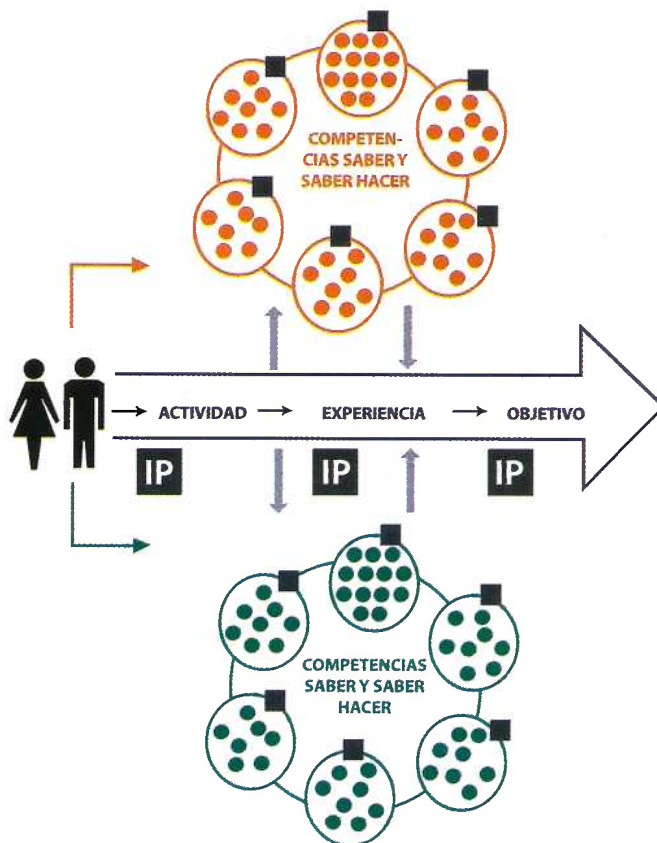 COMPETEN-
CIAS SABER Y
SABER HACER
ACTIVIDAD
EXPERIENCIA
OBJETIVO
IP
IP
IP
COMPETENCIAS
SABER Y SABER
HACER